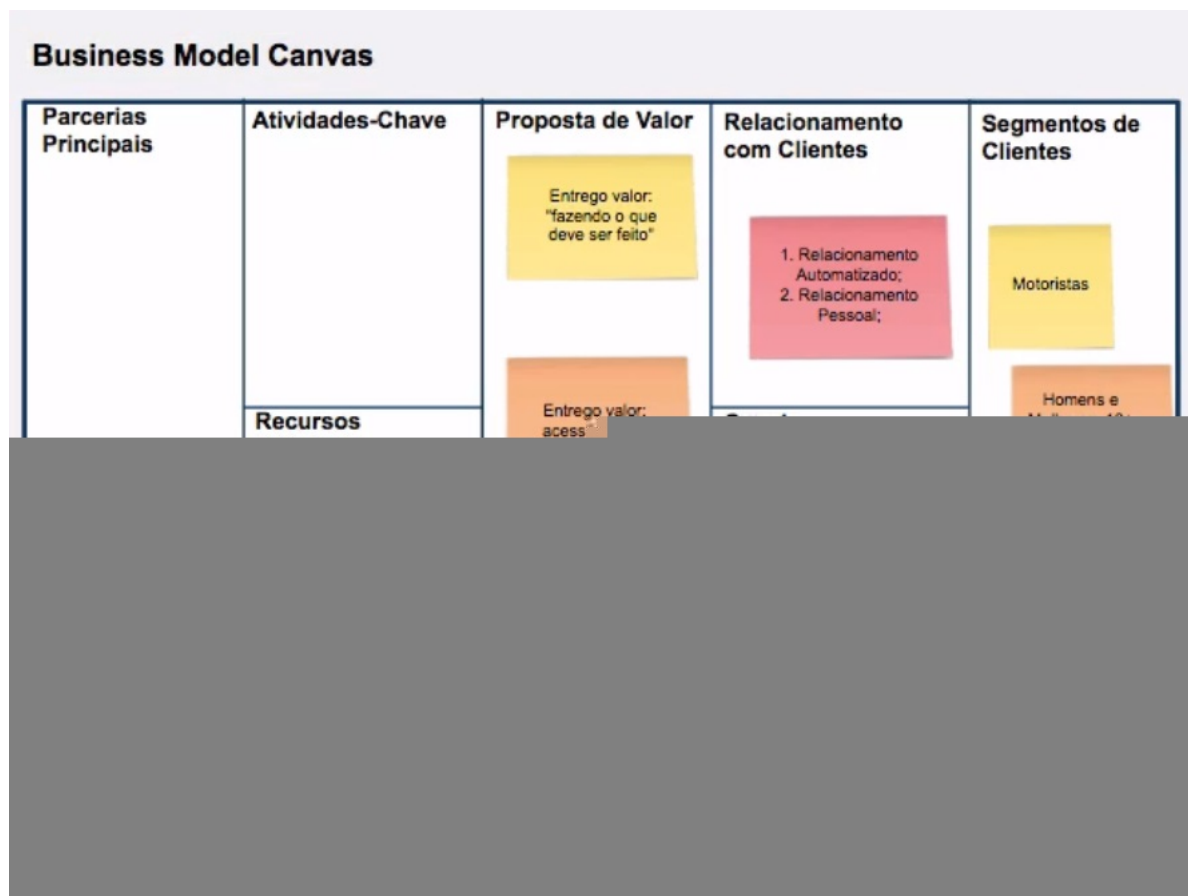 Business Model Canvas
Parcerias
Principais
Atividades-Chave
Proposta de Valor
Entrego valor:
"fazendo o que
deve ser feito"
Entrego valor:
Relacionamento
com Clientes
1. Relacionamento
Automatizado;
2. Relacionamento
Pessoal;
Segmentos de
Clientes
Motoristas
Homens e
Recursos